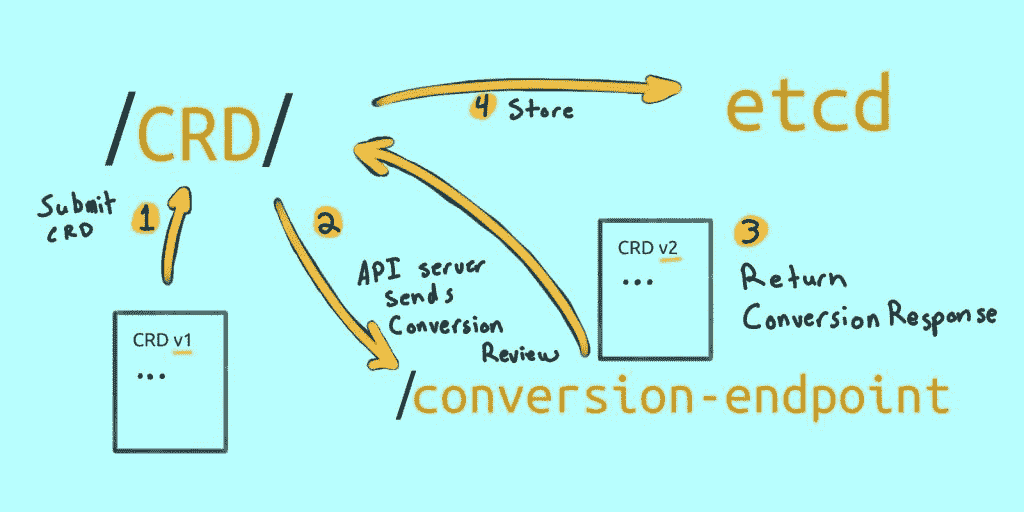 /CRD/
4 Store
etcd
Submit
CRD
1
2
API server
sends
Conversion
Review
CRD v1
...
CRD v2
...
3
Return
Conversion Response
/conversion-endpoint